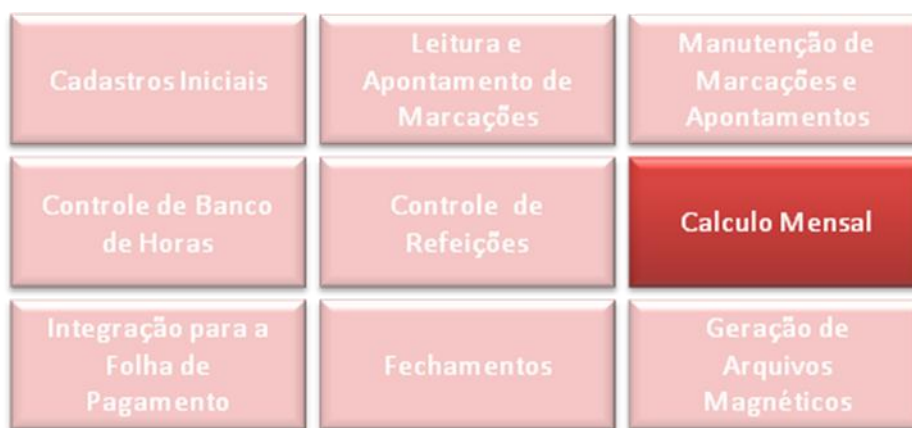 Cadastros Iniciais
Leitura e
Apontamento de
Marcações
Manutenção de
Marcações e
Apontamentos
Controle de Banco
de Horas
Controle de
Refeições
Calculo Mensal
Integração para a
Folha de
Pagamento
Fechamentos
Geração de
Arquivos
Magnéticos